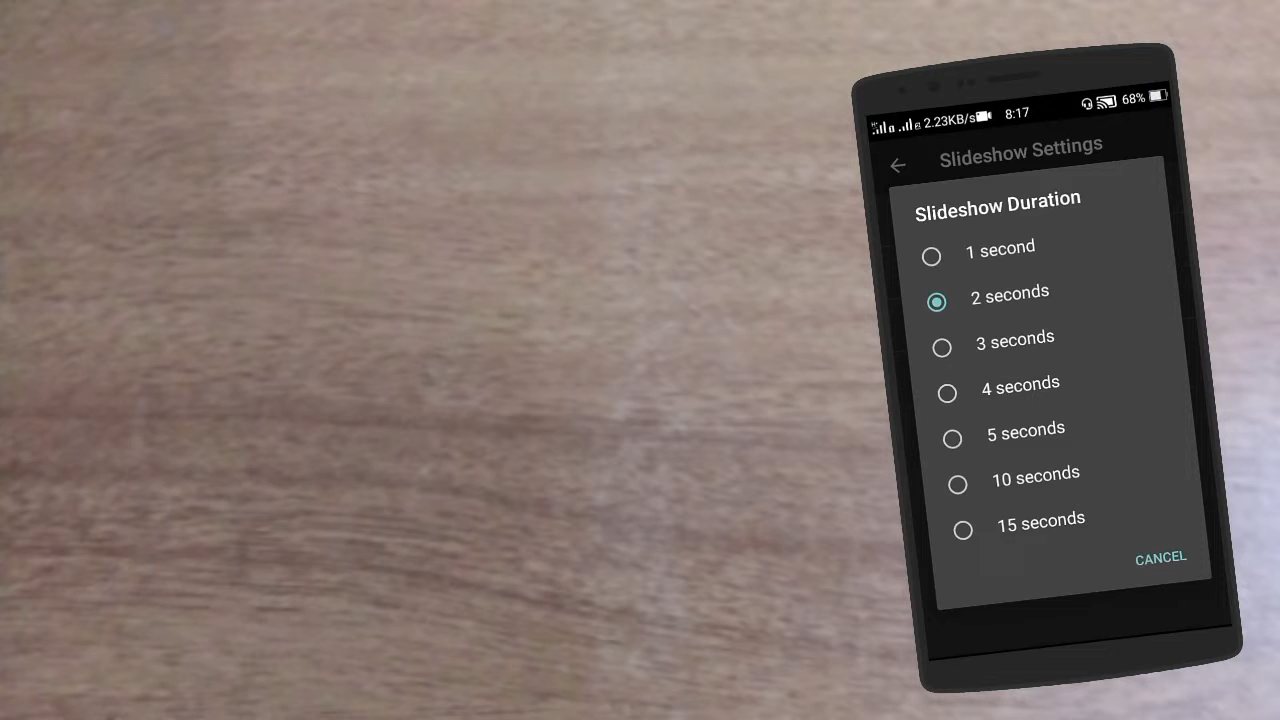 2.23KB/s 8:17 68%
Slideshow Settings
Slideshow Duration
1 second
2 seconds
3 seconds
4 seconds
5 seconds
10 seconds
15 seconds
CANCEL